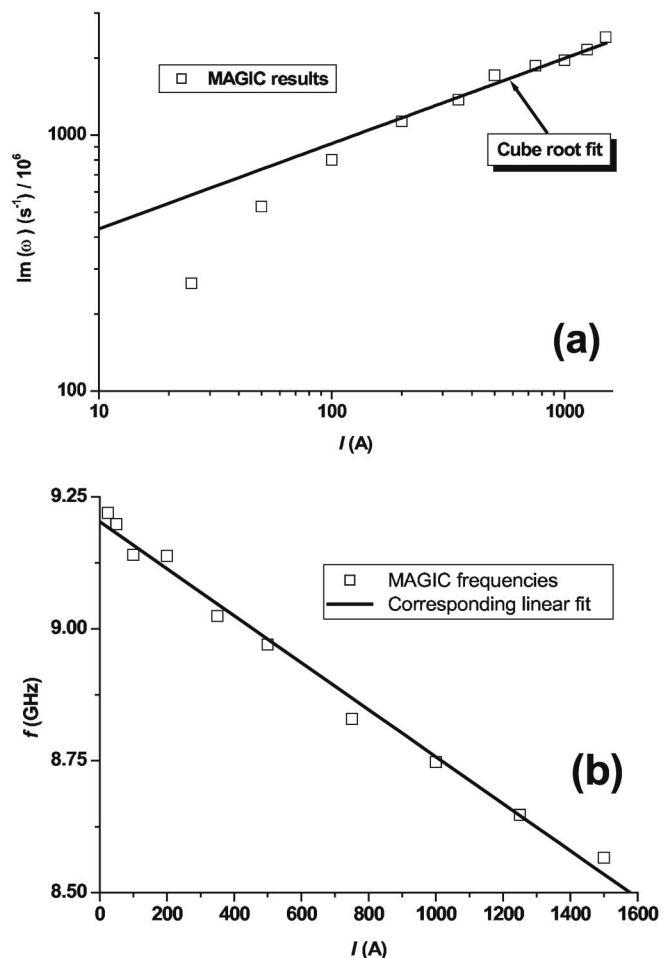 MAGIC results
1000
Cube root fit
Im (ω) (s⁻¹) / 10⁶
(a)
100
10
100
1000
I (A)
9.25
MAGIC frequencies
Corresponding linear fit
9.00
f (GHz)
8.75
(b)
8.50
0
200
400
600
800
1000
1200
1400
1600
I (A)